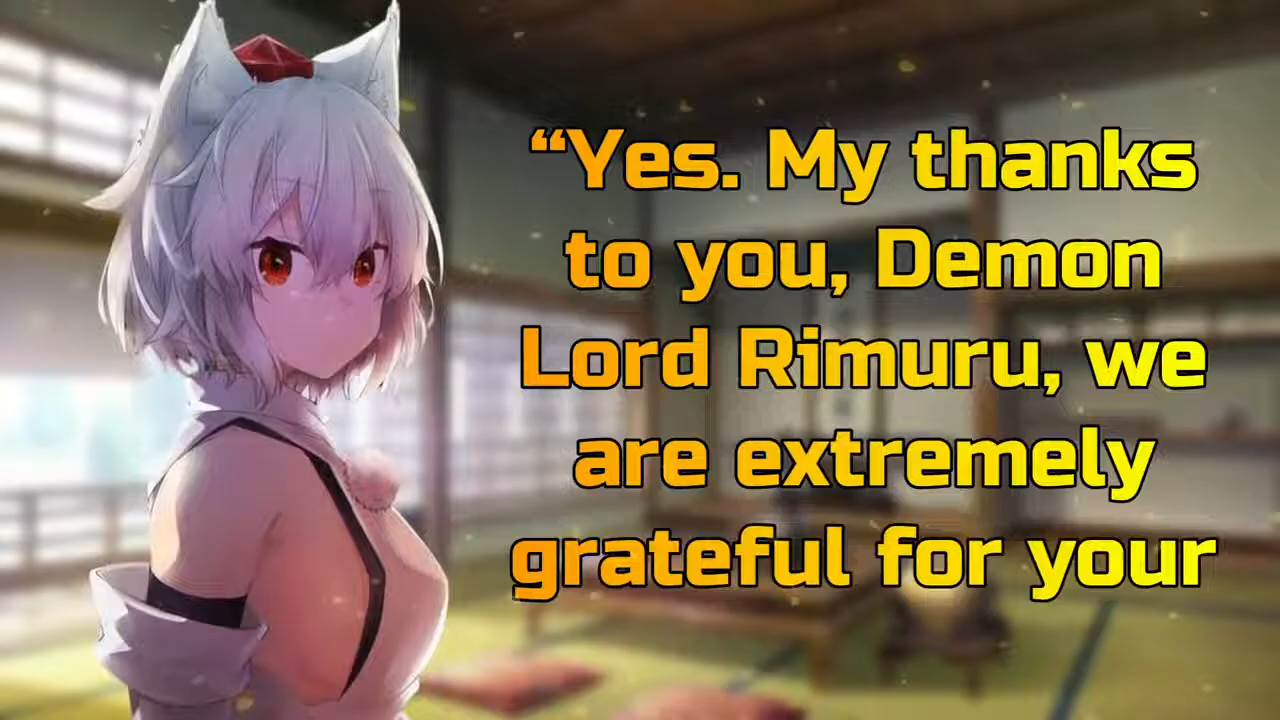 “Yes. My thanks
to you, Demon
Lord Rimuru, we
are extremely
grateful for your